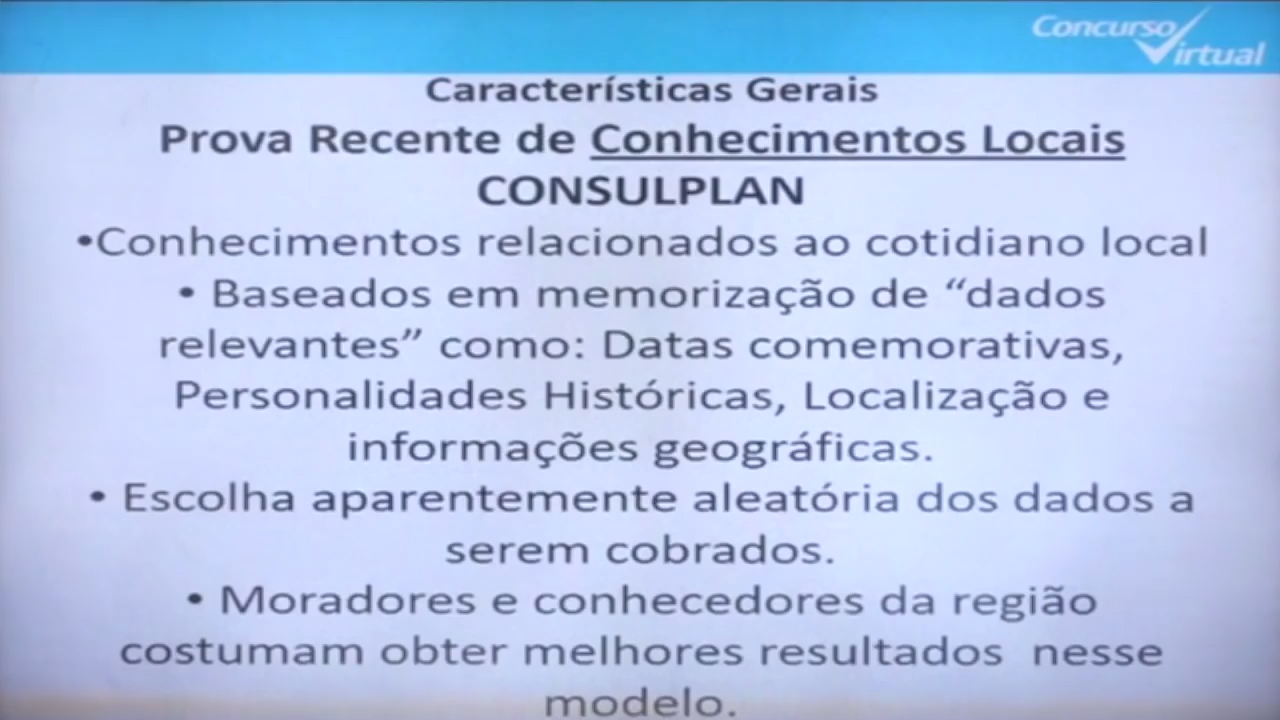 Concurso
Virtual
Características Gerais
Prova Recente de Conhecimentos Locais
CONSULPLAN
•Conhecimentos relacionados ao cotidiano local
• Baseados em memorização de “dados
relevantes” como: Datas comemorativas,
Personalidades Históricas, Localização e
informações geográficas.
• Escolha aparentemente aleatória dos dados a
serem cobrados.
• Moradores e conhecedores da região
costumam obter melhores resultados  nesse
modelo.